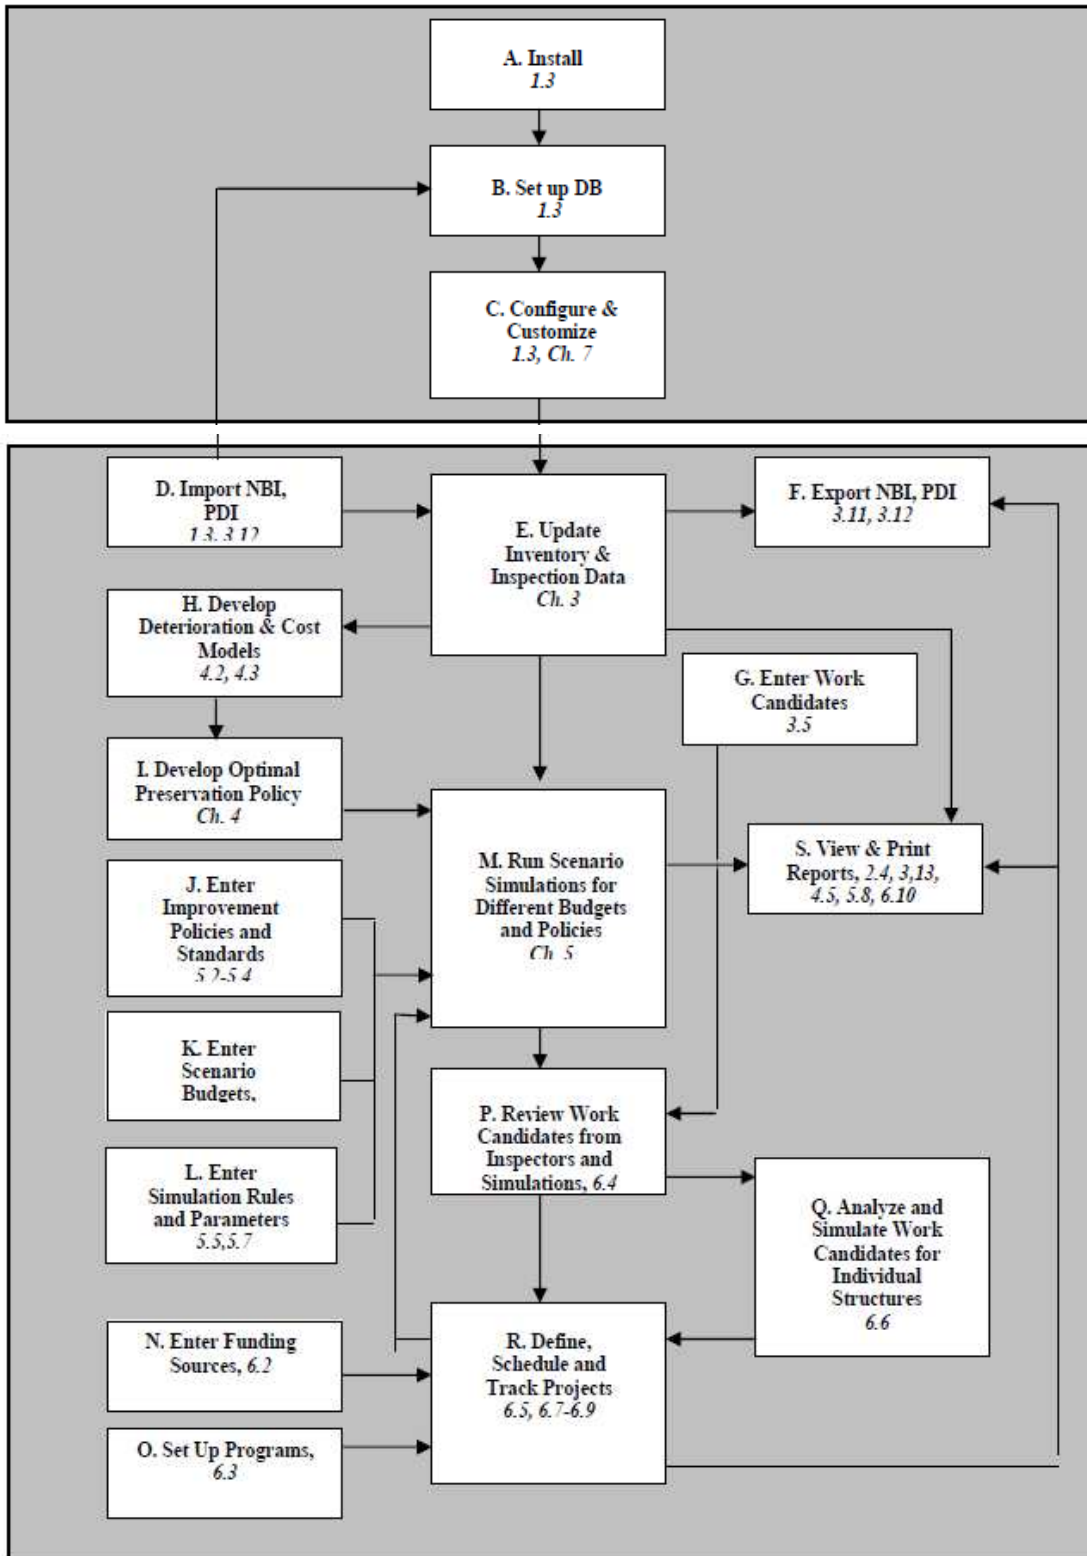 A. Install
1.3
B. Set up DB
1.3
C. Configure &
Customize
1.3, Ch. 7
D. Import NBI,
PDI
1.3, 3.12
E. Update
Inventory &
Inspection Data
Ch. 3
F. Export NBI, PDI
3.11, 3.12
H. Develop
Deterioration & Cost
Models
4.2, 4.3
G. Enter Work
Candidates
3.5
I. Develop Optimal
Preservation Policy
Ch. 4
M. Run Scenario
Simulations for
Different Budgets
and Policies
Ch. 5
S. View & Print
Reports, 2.4, 3,13,
4.5, 5.8, 6.10
J. Enter
Improvement
Policies and
Standards
5.2-5.4
K. Enter
Scenario
Budgets,
L. Enter
Simulation Rules
and Parameters
5.5,5.7
P. Review Work
Candidates from
Inspectors and
Simulations, 6.4
Q. Analyze and
Simulate Work
Candidates for
Individual
Structures
6.6
N. Enter Funding
Sources, 6.2
R. Define,
Schedule and
Track Projects
6.5, 6.7-6.9
O. Set Up Programs,
6.3